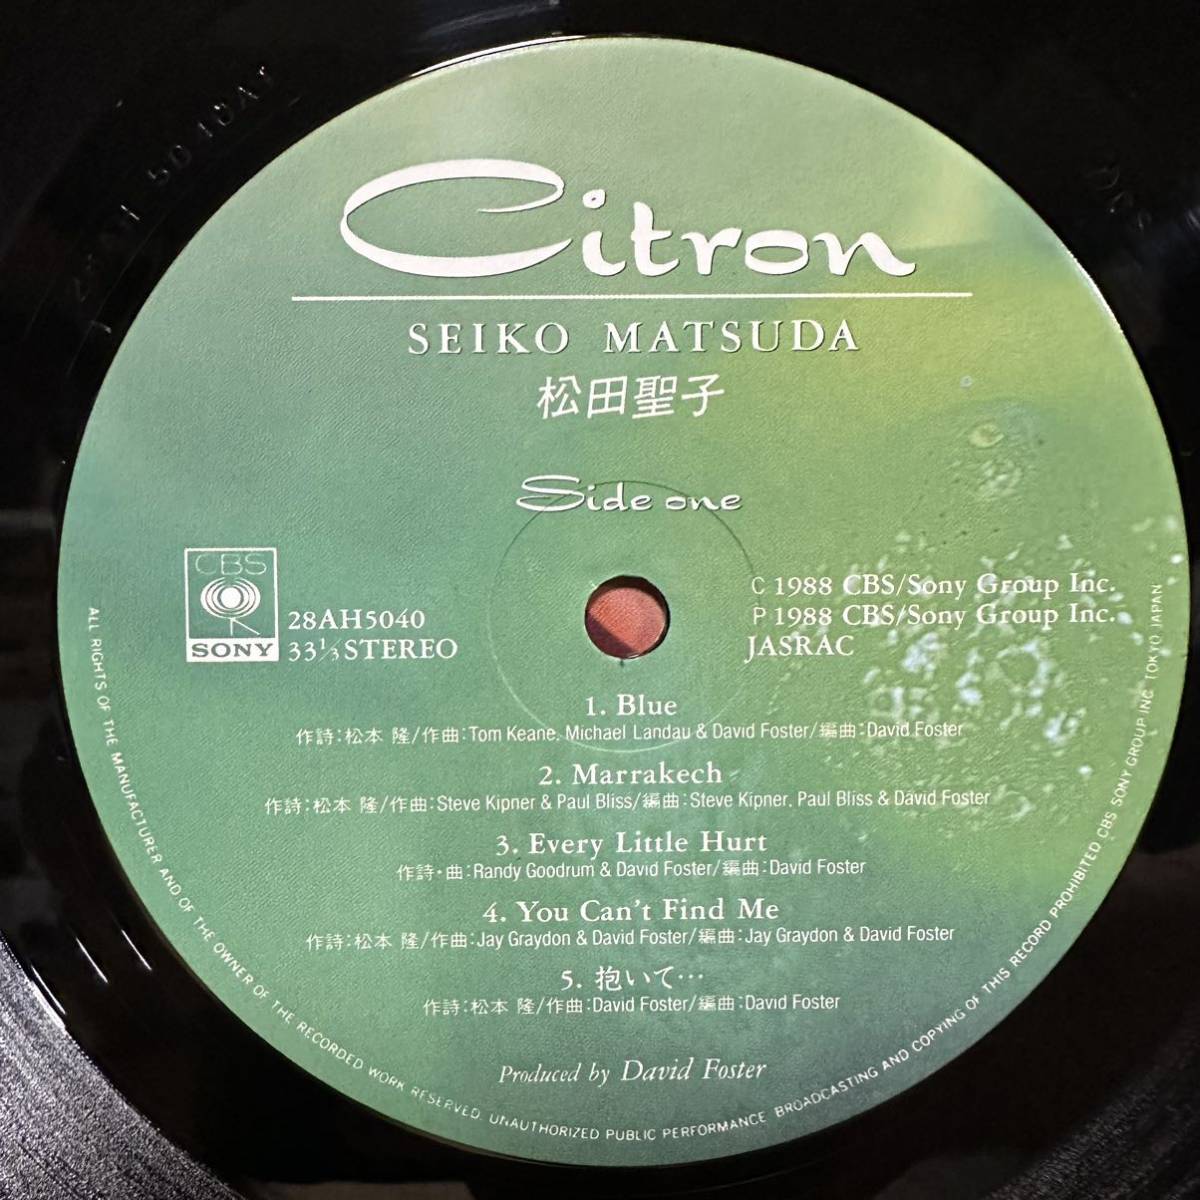 Citron
SEIKO MATSUDA
松田聖子
Side one
CBS
SONY
28AH5040
33⅓ STEREO
C 1988 CBS/Sony Group Inc.
P 1988 CBS/Sony Group Inc.
JASRAC
1. Blue
作詩:松本 隆/作曲:Tom Keane, Michael Landau & David Foster/編曲:David Foster
2. Marrakech
作詩:松本 隆/作曲:Steve Kipner & Paul Bliss/編曲:Steve Kipner, Paul Bliss & David Foster
3. Every Little Hurt
作詩・曲:Randy Goodrum & David Foster/編曲:David Foster
4. You Can't Find Me
作詩:松本 隆/作曲:Jay Graydon & David Foster/編曲:Jay Graydon & David Foster
5. 抱いて…
作詩:松本 隆/作曲:David Foster/編曲:David Foster
Produced by David Foster
ALL RIGHTS OF THE MANUFACTURER AND OF THE OWNER OF THE RECORDED WORK RESERVED. UNAUTHORIZED PUBLIC PERFORMANCE BROADCASTING AND COPYING OF THIS RECORD PROHIBITED CBS SONY GROUP INC. TOKYO JAPAN